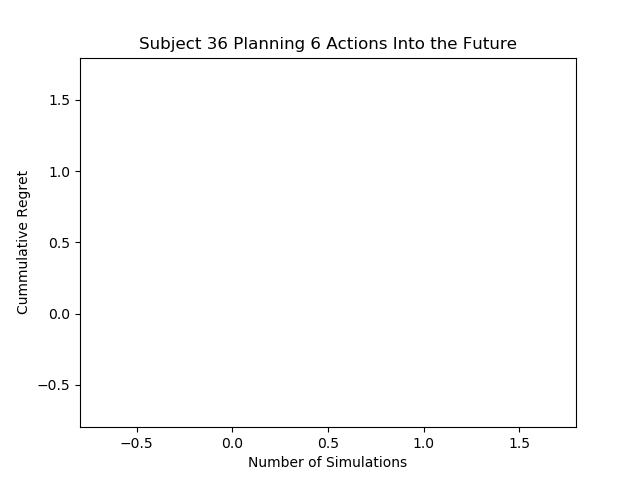 Subject 36 Planning 6 Actions Into the Future
1.5
1.0
0.5
0.0
−0.5
Cummulative Regret
−0.5 0.0 0.5 1.0 1.5
Number of Simulations